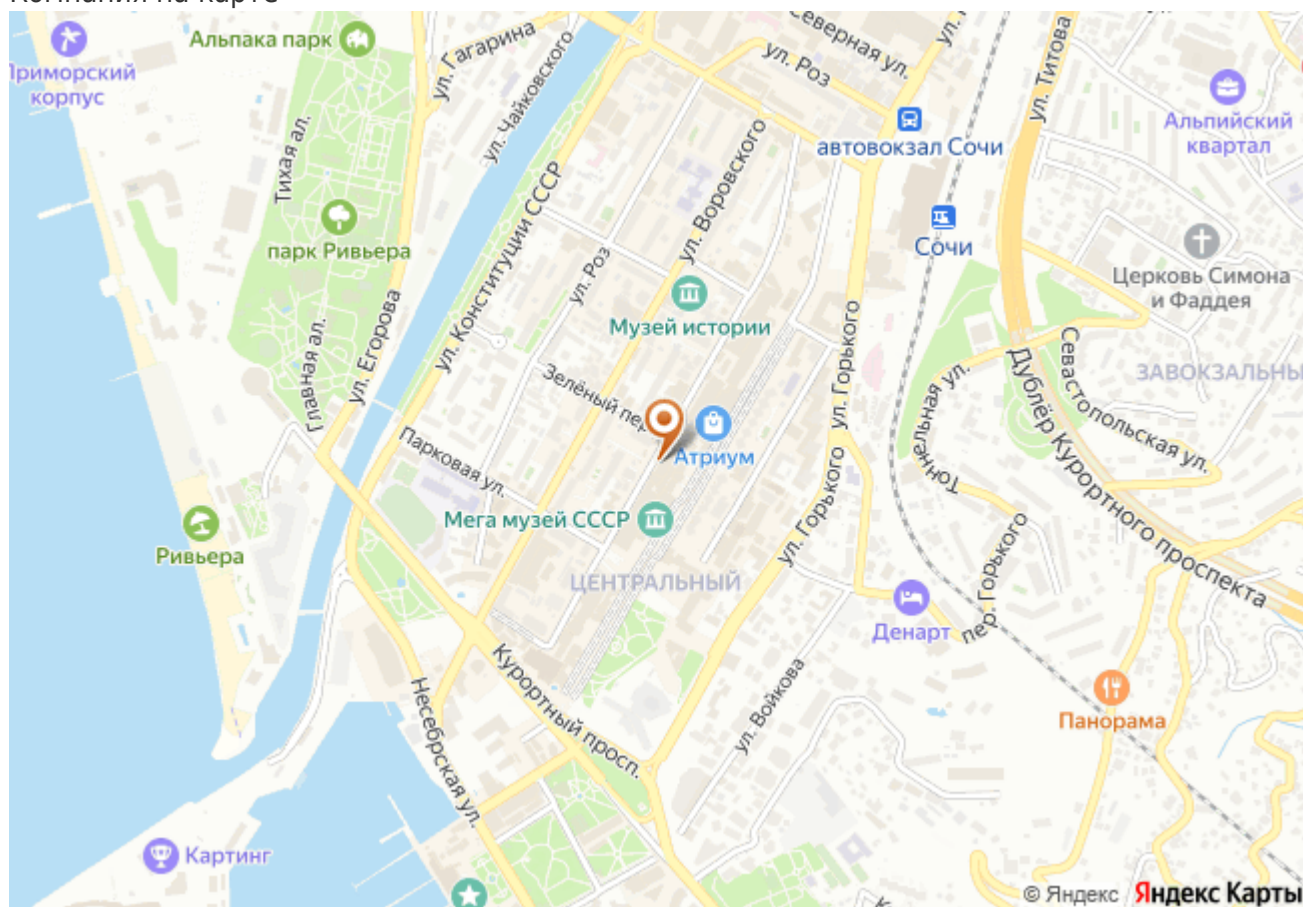 Компания на карте
Альпака парк
ул. Гагарина
Северная ул.
ул. Роз
ул. Титова
Приморский
корпус
ул. Чайковского
автовокзал Сочи
Альпийский
квартал
Тихая ал.
ул. Воровского
парк Ривьера
ул. Конституции СССР
ул. Роз
Сочи
Церковь Симона
и Фаддея
Музей истории
Главная ал.
ул. Егорова
ул. Горького
Севастопольская ул.
ЗАВОКЗАЛЬНЫ
Дублёр Курортного проспекта
Зелёный пер
Тоннельная ул.
Парковая ул.
Атриум
ул. Горького
Мега музей СССР
Ривьера
пер. Горького
ЦЕНТРАЛЬНЫЙ
Денарт
Курортный просп.
Несебрская ул.
ул. Войкова
Панорама
Картинг
© Яндекс Яндекс Карты